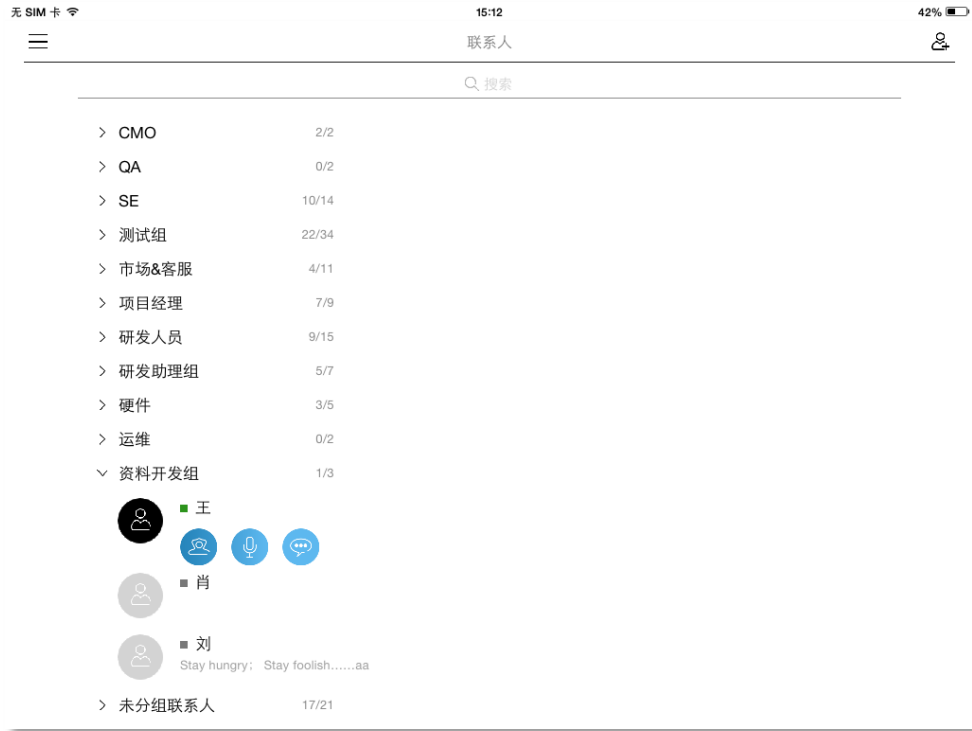 无 SIM 卡 15:12 42%
联系人
搜索
CMO 2/2
QA 0/2
SE 10/14
测试组 22/34
市场&客服 4/11
项目经理 7/9
研发人员 9/15
研发助理组 5/7
硬件 3/5
运维 0/2
资料开发组 1/3
王
肖
刘
Stay hungry； Stay foolish……aa
未分组联系人 17/21